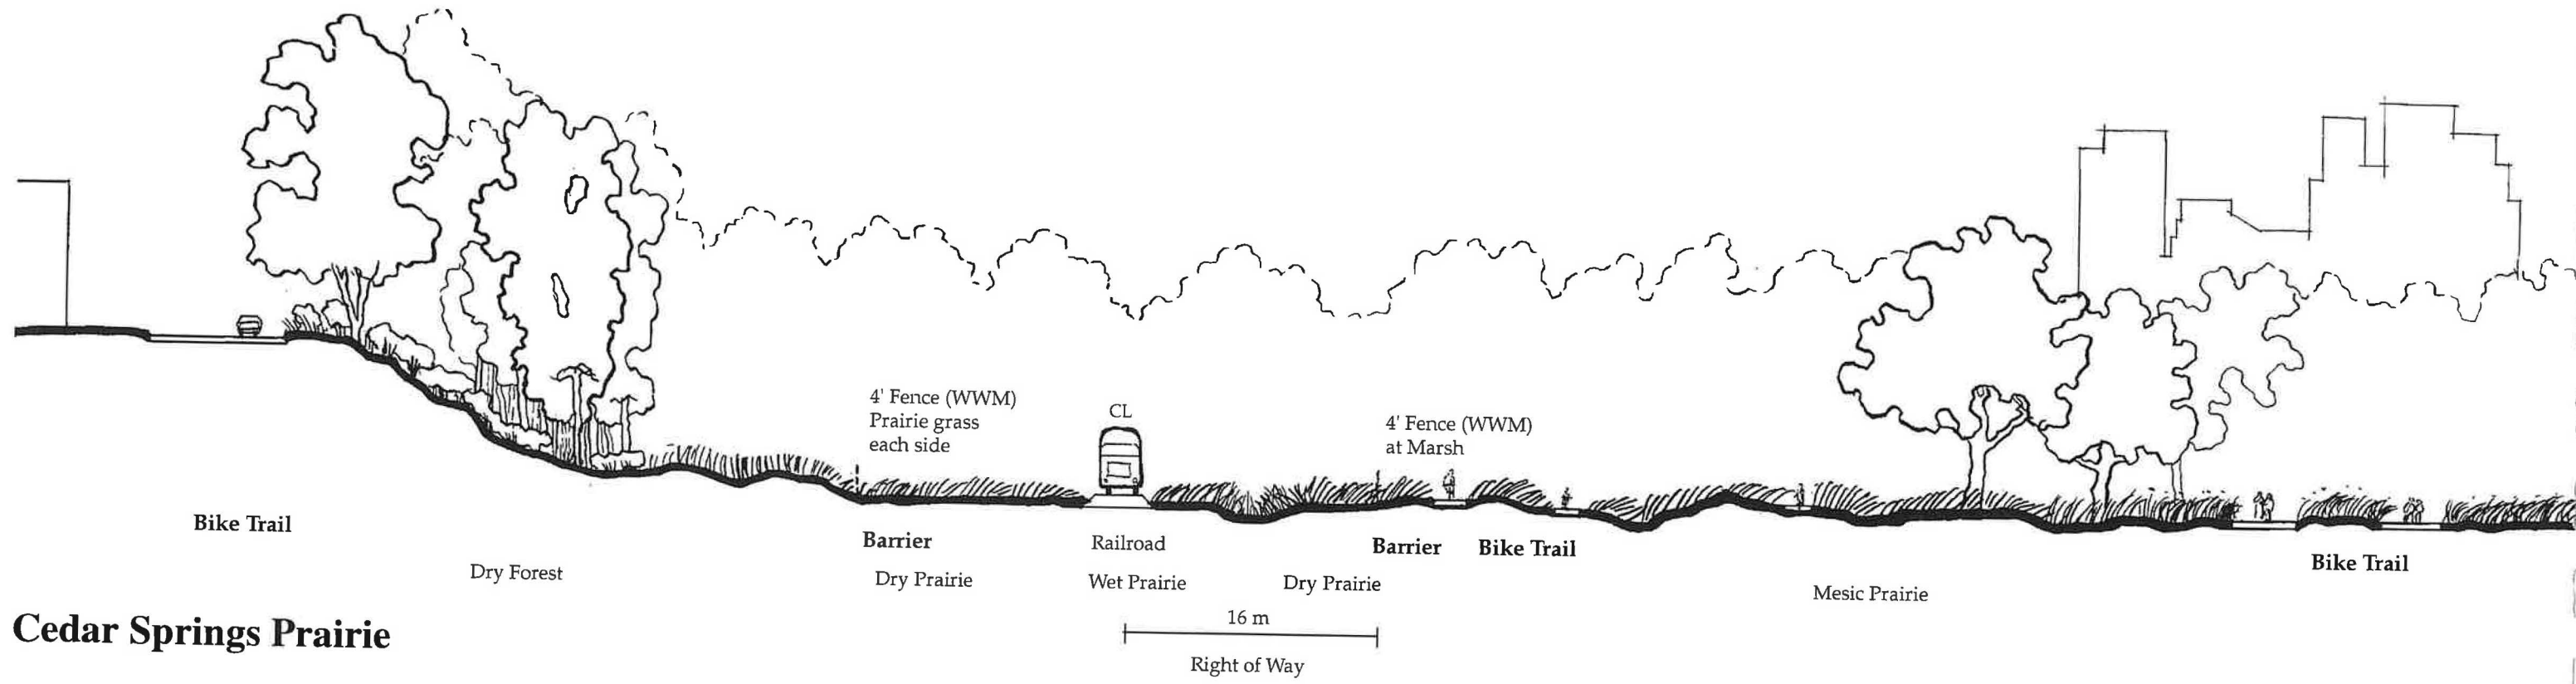 4' Fence (WWM)
Prairie grass
each side
CL
4' Fence (WWM)
at Marsh
Bike Trail
Dry Forest
Barrier
Dry Prairie
Railroad
Wet Prairie
Dry Prairie
Barrier
Bike Trail
Mesic Prairie
Bike Trail
Cedar Springs Prairie
16 m
Right of Way